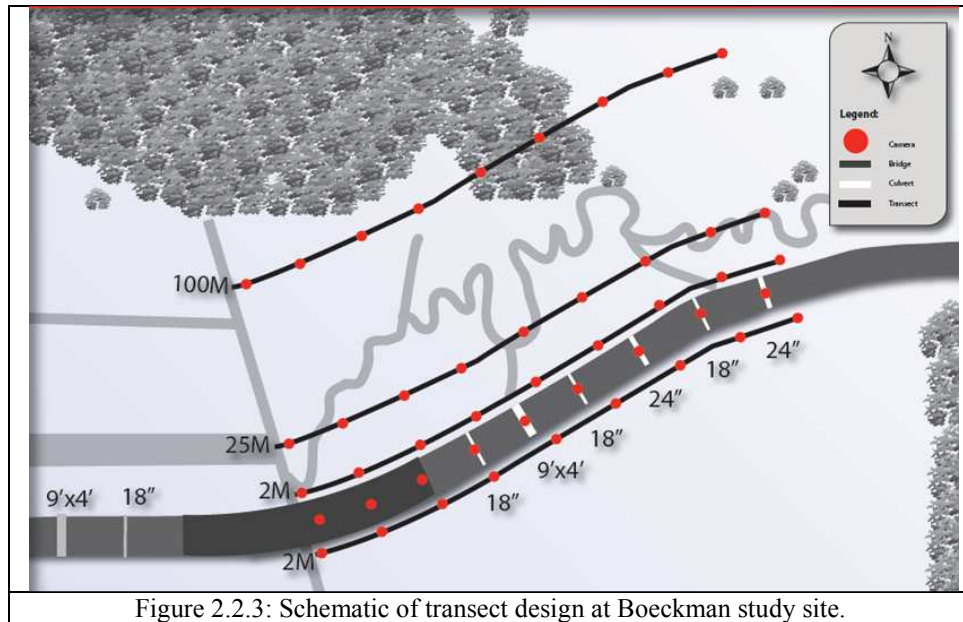 N
Legend:
Camera
Bridge
Culvert
Transect
100M
25M
2M
2M
9'x4'
18"
18"
9'x4'
18"
24"
18"
24"
Figure 2.2.3: Schematic of transect design at Boeckman study site.